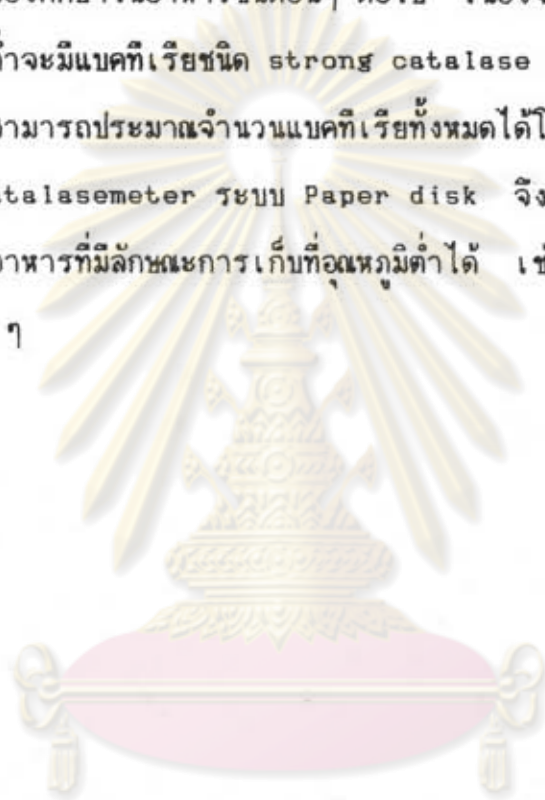 ต่ำจะมีแบคทีเรียชนิด strong catalase
สามารถประมาณจำนวนแบคทีเรียทั้งหมดได้โ
talasemeter ระบบ Paper disk จึง
อาหารที่มีลักษณะการเก็บที่อุณหภูมิต่ำได้ เช่
ๆ